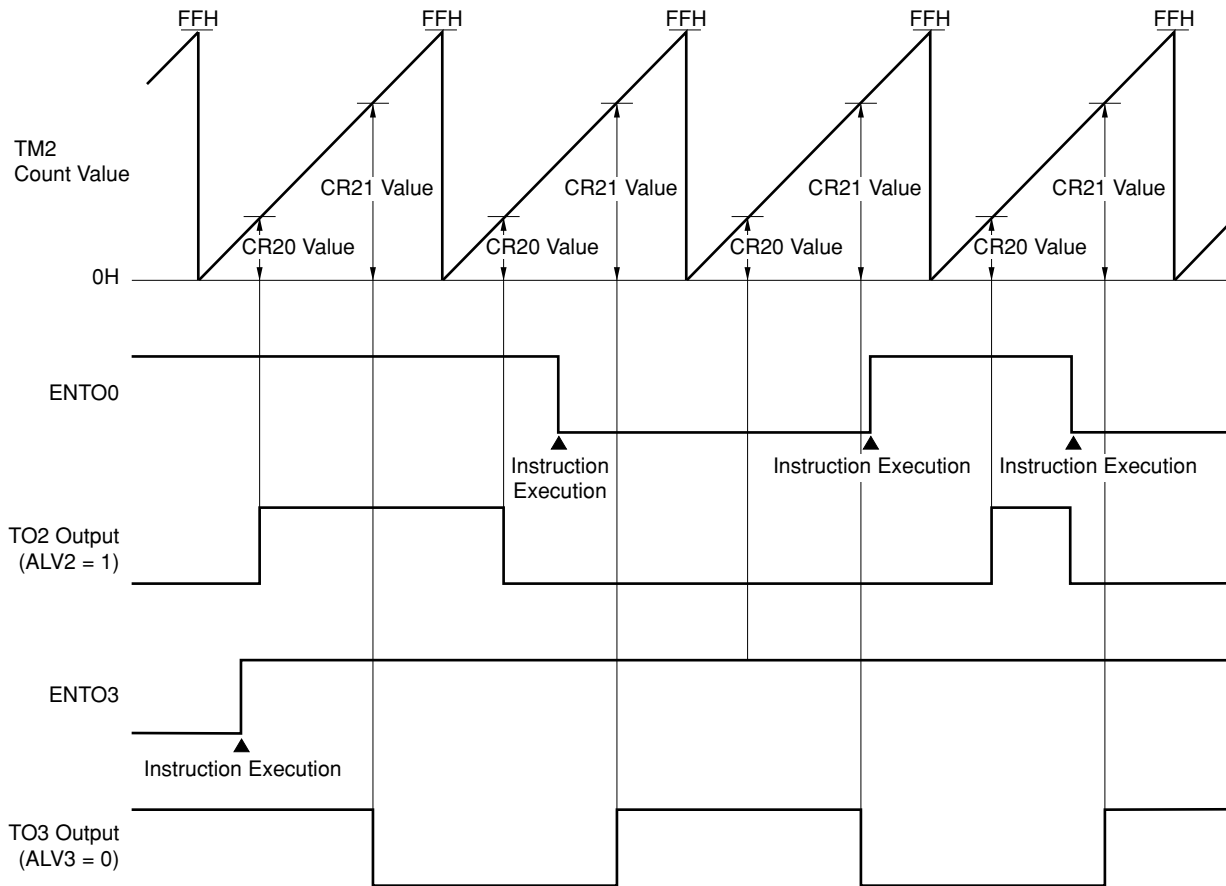 FFH FFH FFH FFH FFH
TM2
Count Value
CR21 Value CR21 Value CR21 Value CR21 Value
CR20 Value CR20 Value CR20 Value CR20 Value
0H
ENTO0
Instruction
Execution
Instruction Execution
Instruction Execution
TO2 Output
(ALV2 = 1)
ENTO3
Instruction Execution
TO3 Output
(ALV3 = 0)